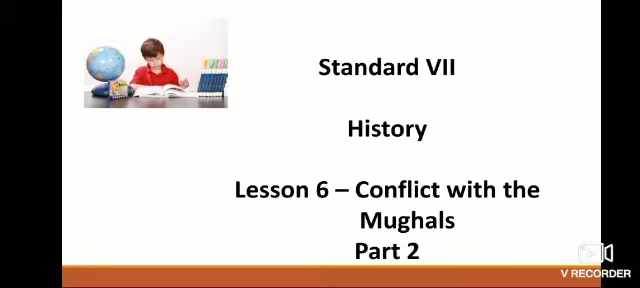 Standard VII
History
Lesson 6 – Conflict with the
Mughals
Part 2
V RECORDER